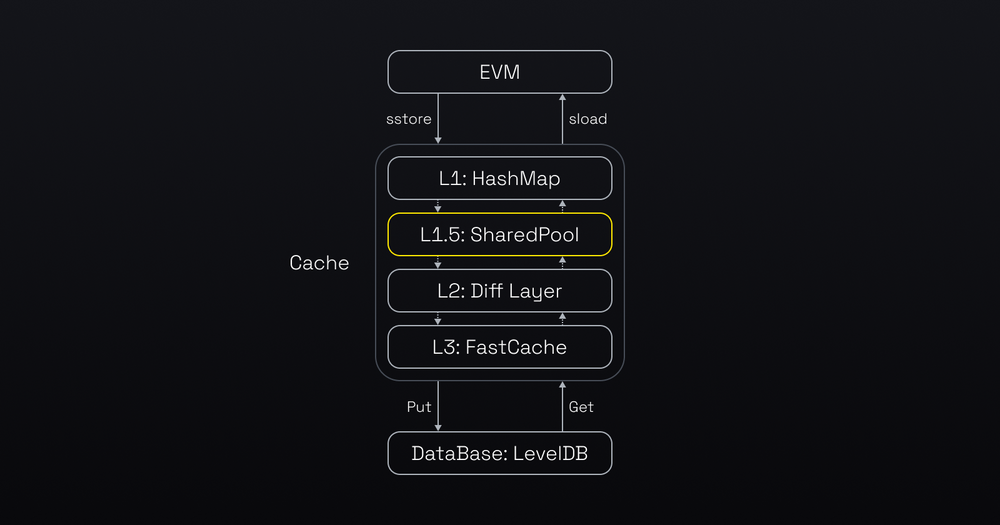 EVM
sstore
sload
L1: HashMap
L1.5: SharedPool
Cache
L2: Diff Layer
L3: FastCache
Put
Get
DataBase: LevelDB